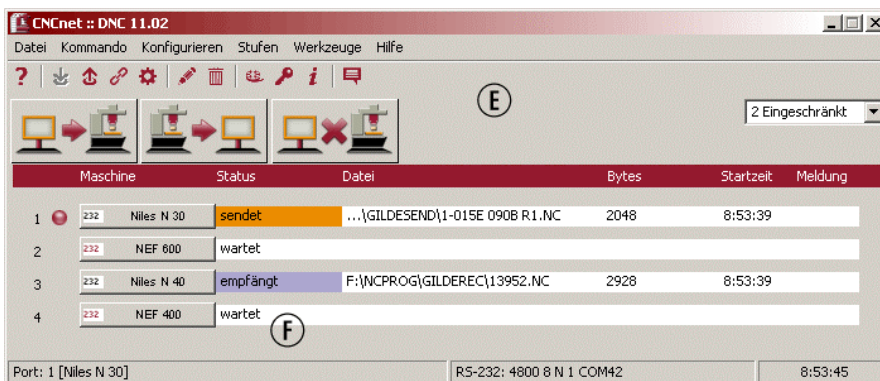 CNCnet :: DNC 11.02
Datei Kommando Konfigurieren Stufen Werkzeuge Hilfe
?
i
E
2 Eingeschränkt
Maschine Status Datei Bytes Startzeit Meldung
1 232 Niles N 30 sendet ...\GILDESEND\1-015E 090B R1.NC 2048 8:53:39
2 232 NEF 600 wartet
3 232 Niles N 40 empfängt F:\NCPROG\GILDEREC\13952.NC 2928 8:53:39
4 232 NEF 400 wartet
F
Port: 1 [Niles N 30] RS-232: 4800 8 N 1 COM42 8:53:45